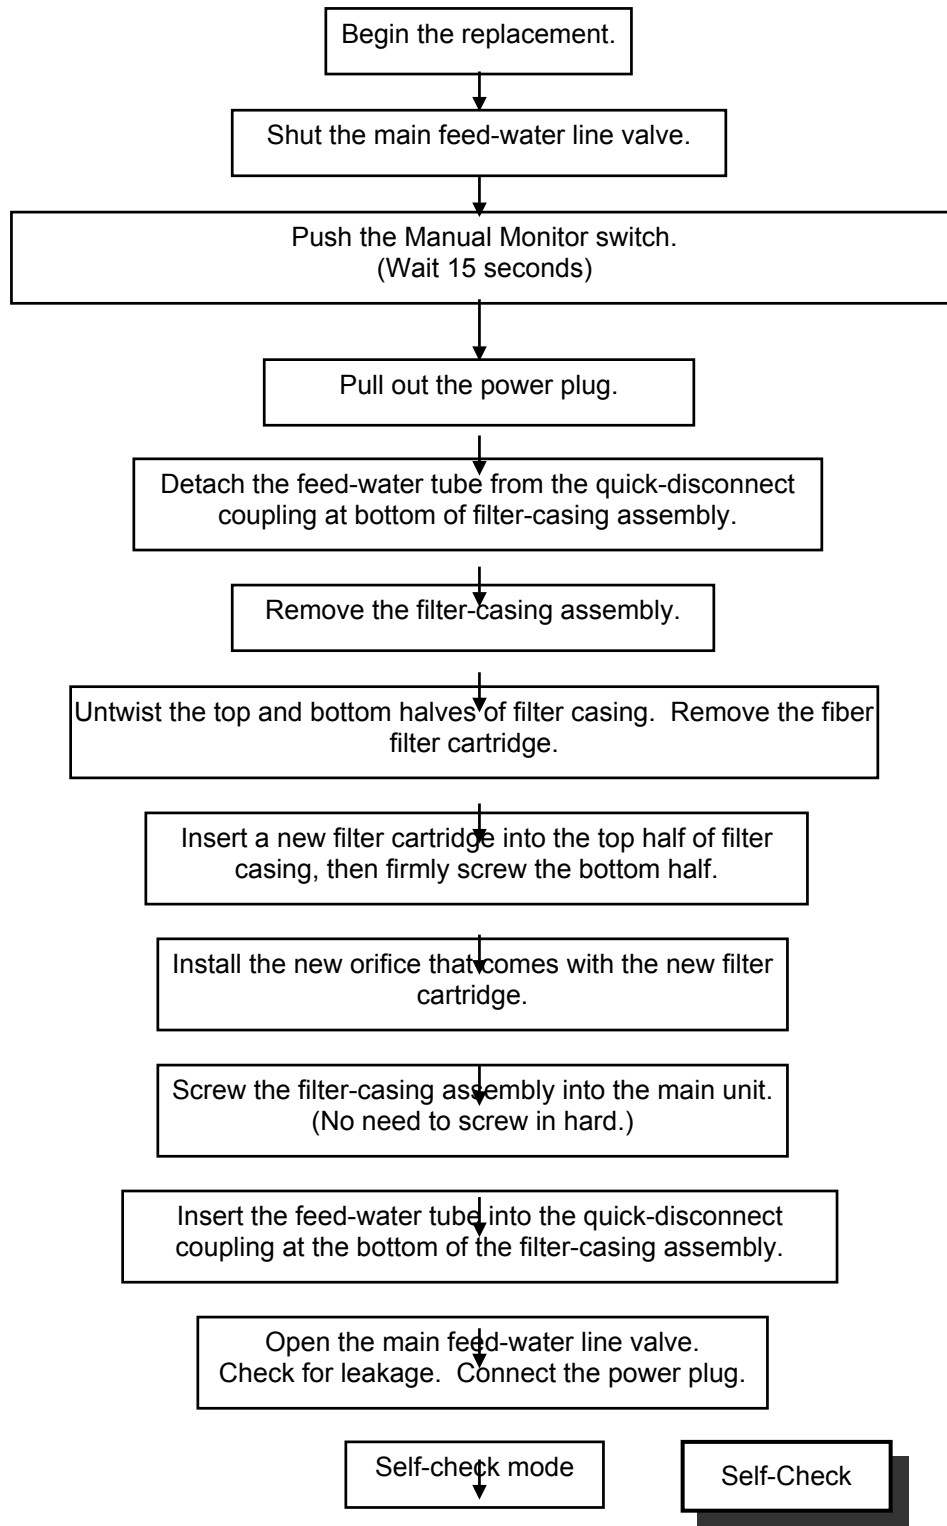 Begin the replacement.
Shut the main feed-water line valve.
Push the Manual Monitor switch.
(Wait 15 seconds)
Pull out the power plug.
Detach the feed-water tube from the quick-disconnect
coupling at bottom of filter-casing assembly.
Remove the filter-casing assembly.
Untwist the top and bottom halves of filter casing.  Remove the fiber
filter cartridge.
Insert a new filter cartridge into the top half of filter
casing, then firmly screw the bottom half.
Install the new orifice that comes with the new filter
cartridge.
Screw the filter-casing assembly into the main unit.
(No need to screw in hard.)
Insert the feed-water tube into the quick-disconnect
coupling at the bottom of the filter-casing assembly.
Open the main feed-water line valve.
Check for leakage.  Connect the power plug.
Self-check mode
Self-Check